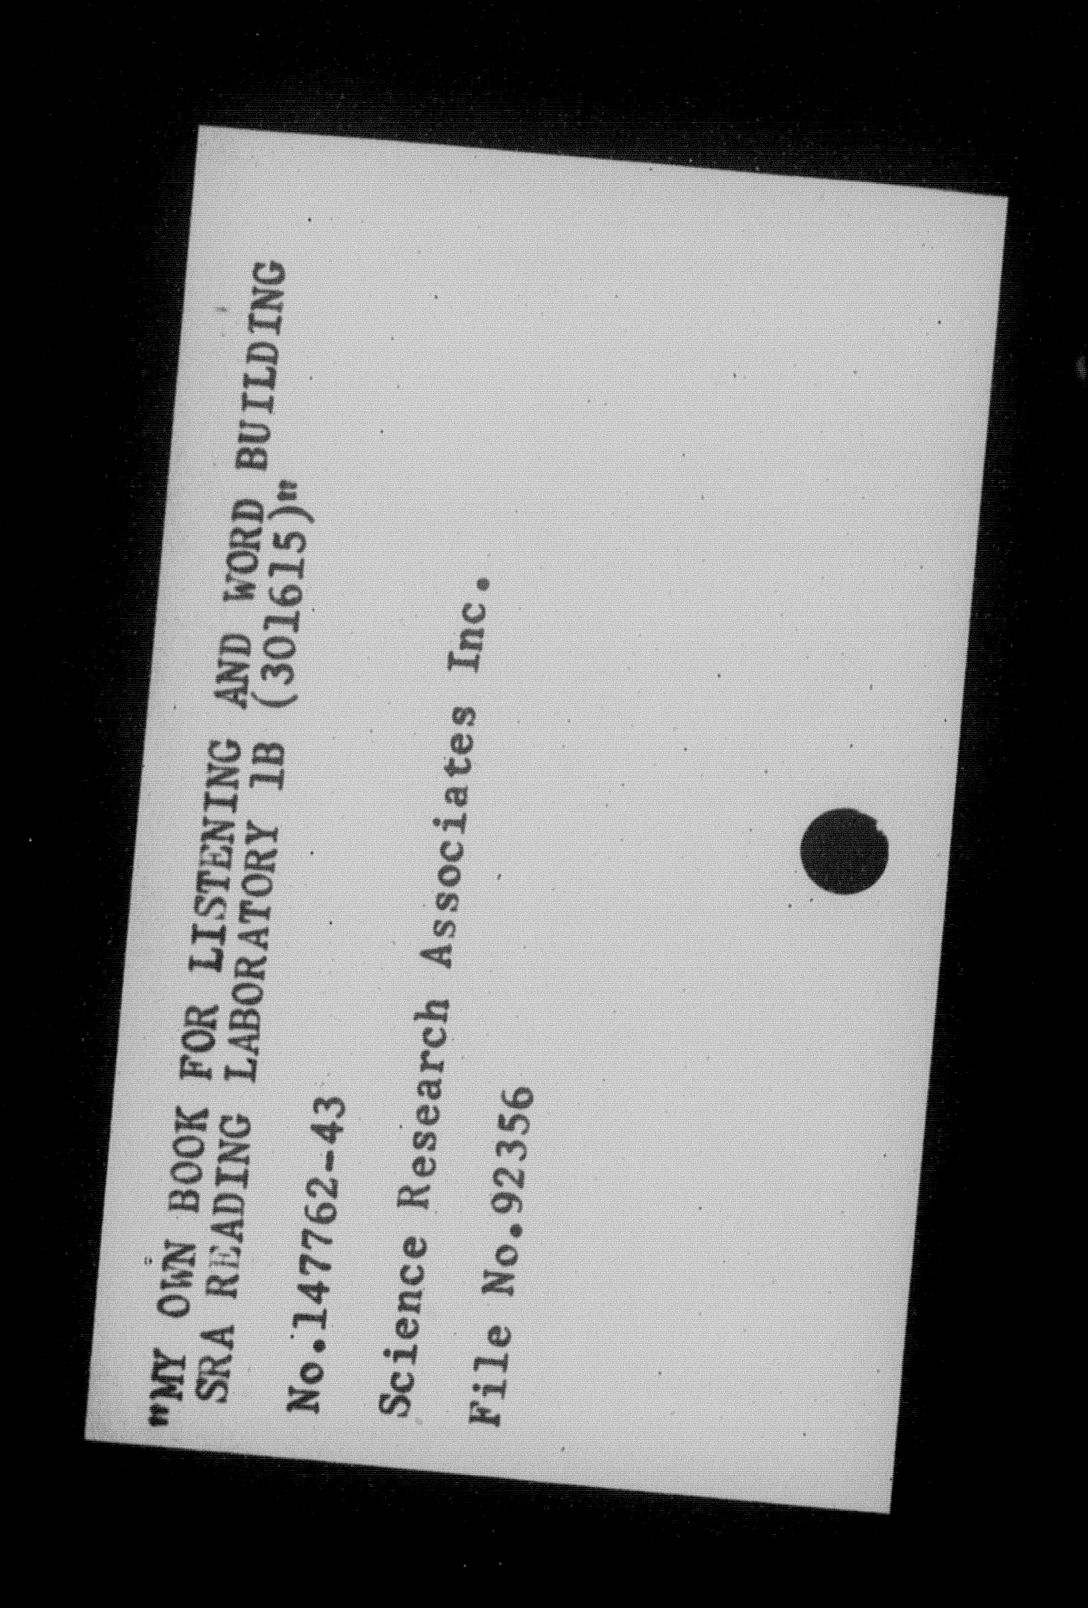 "MY OWN BOOK FOR LISTENING AND WORD BUILDING
SRA READING LABORATORY 1B (301615)"
No.147762-43
Science Research Associates Inc.
File No.92356